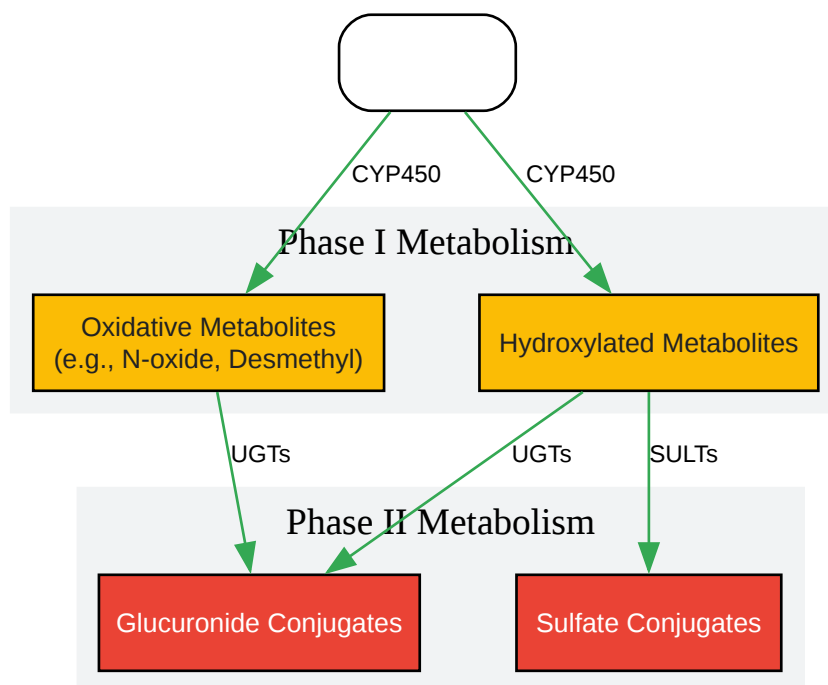 CYP450
CYP450
Phase I Metabolism
Oxidative Metabolites
(e.g., N-oxide, Desmethyl)
Hydroxylated Metabolites
UGTs
UGTs
SULTs
Phase II Metabolism
Glucuronide Conjugates
Sulfate Conjugates